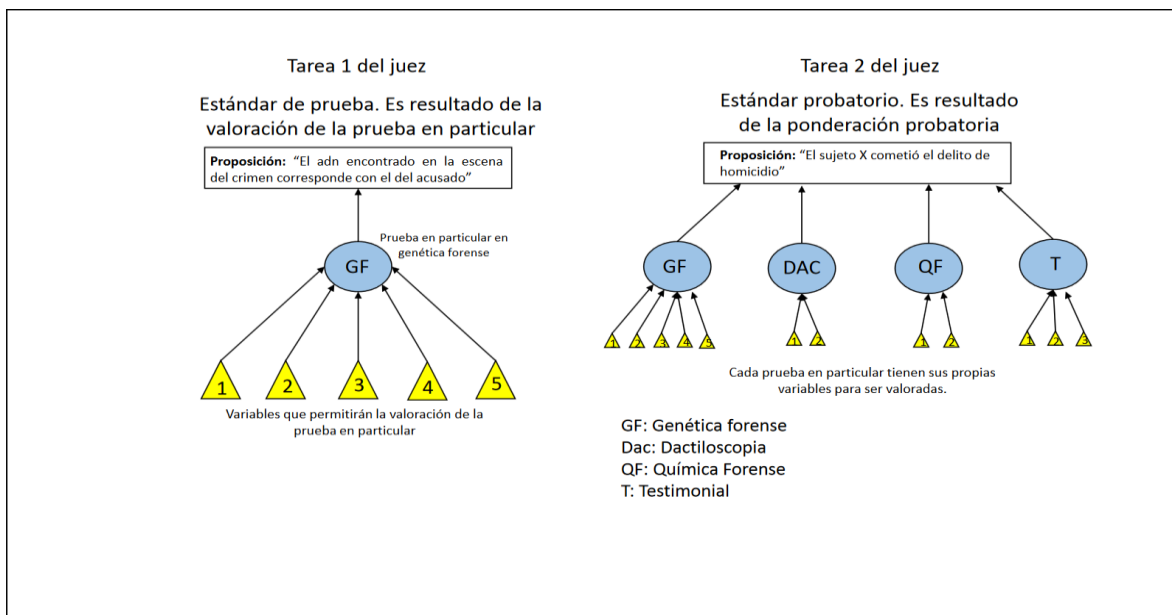 Tarea 1 del juez
Estándar de prueba. Es resultado de la
valoración de la prueba en particular
Proposición: “El adn encontrado en la escena
del crimen corresponde con el del acusado”
Prueba en particular en
genética forense
GF
1
2
3
4
5
Variables que permitirán la valoración de la
prueba en particular
Tarea 2 del juez
Estándar probatorio. Es resultado
de la ponderación probatoria
Proposición: “El sujeto X cometió el delito de
homicidio”
GF
DAC
QF
T
1
2
3
4
5
1
2
1
2
1
2
3
Cada prueba en particular tienen sus propias
variables para ser valoradas.
GF: Genética forense
Dac: Dactiloscopia
QF: Química Forense
T: Testimonial